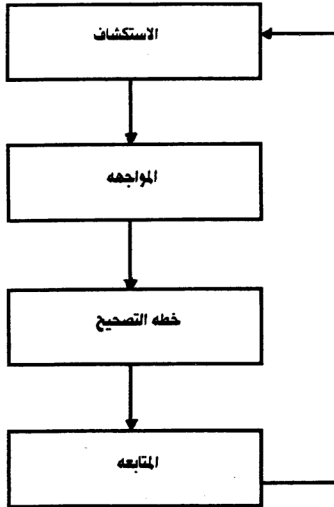 الاستكشاف
المواجهه
خطه التصحيح
المتابعه